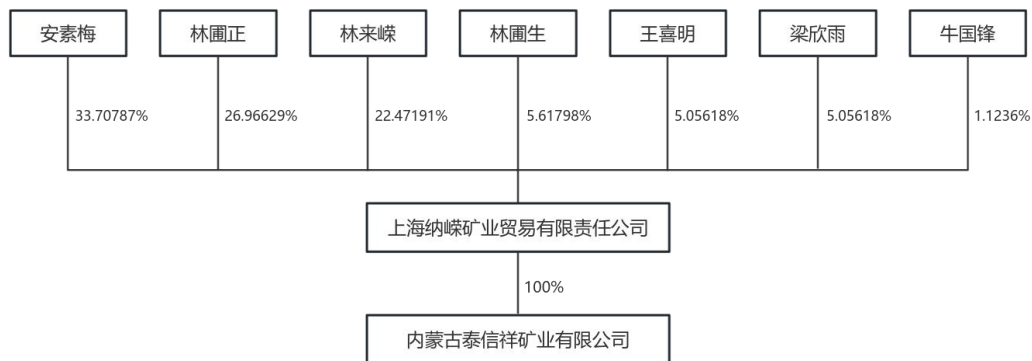 安素梅
林圃正
林来嵘
林圃生
王喜明
梁欣雨
牛国锋
33.70787%
26.96629%
22.47191%
5.61798%
5.05618%
5.05618%
1.1236%
上海纳嵘矿业贸易有限责任公司
100%
内蒙古泰信祥矿业有限公司